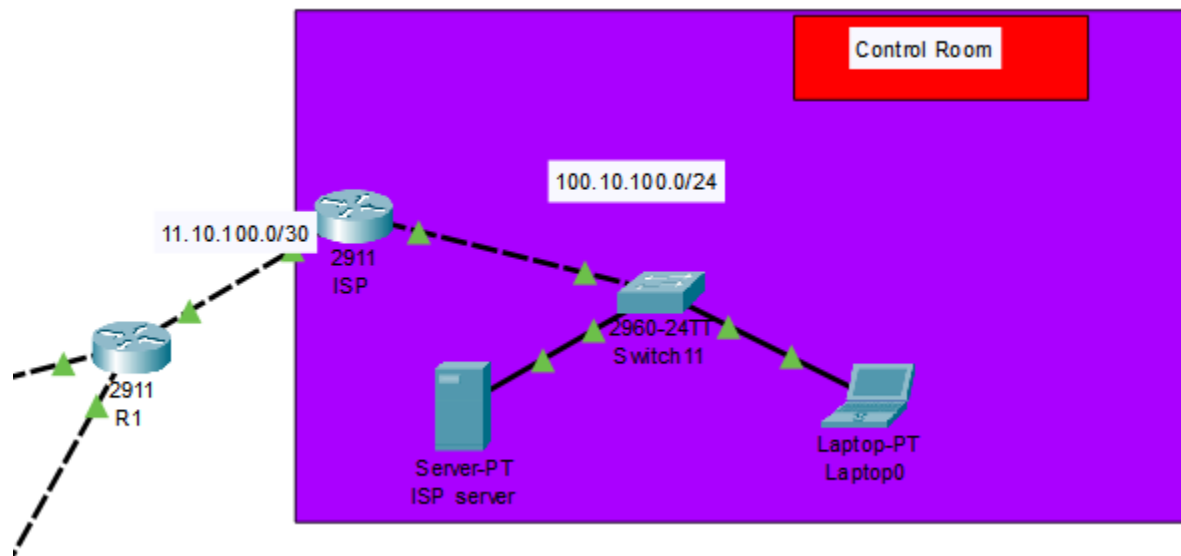 Control Room
100.10.100.0/24
11.10.100.0/30
2911
ISP
2960-24TT
Switch11
2911
R1
Server-PT
ISP server
Laptop-PT
Laptop0